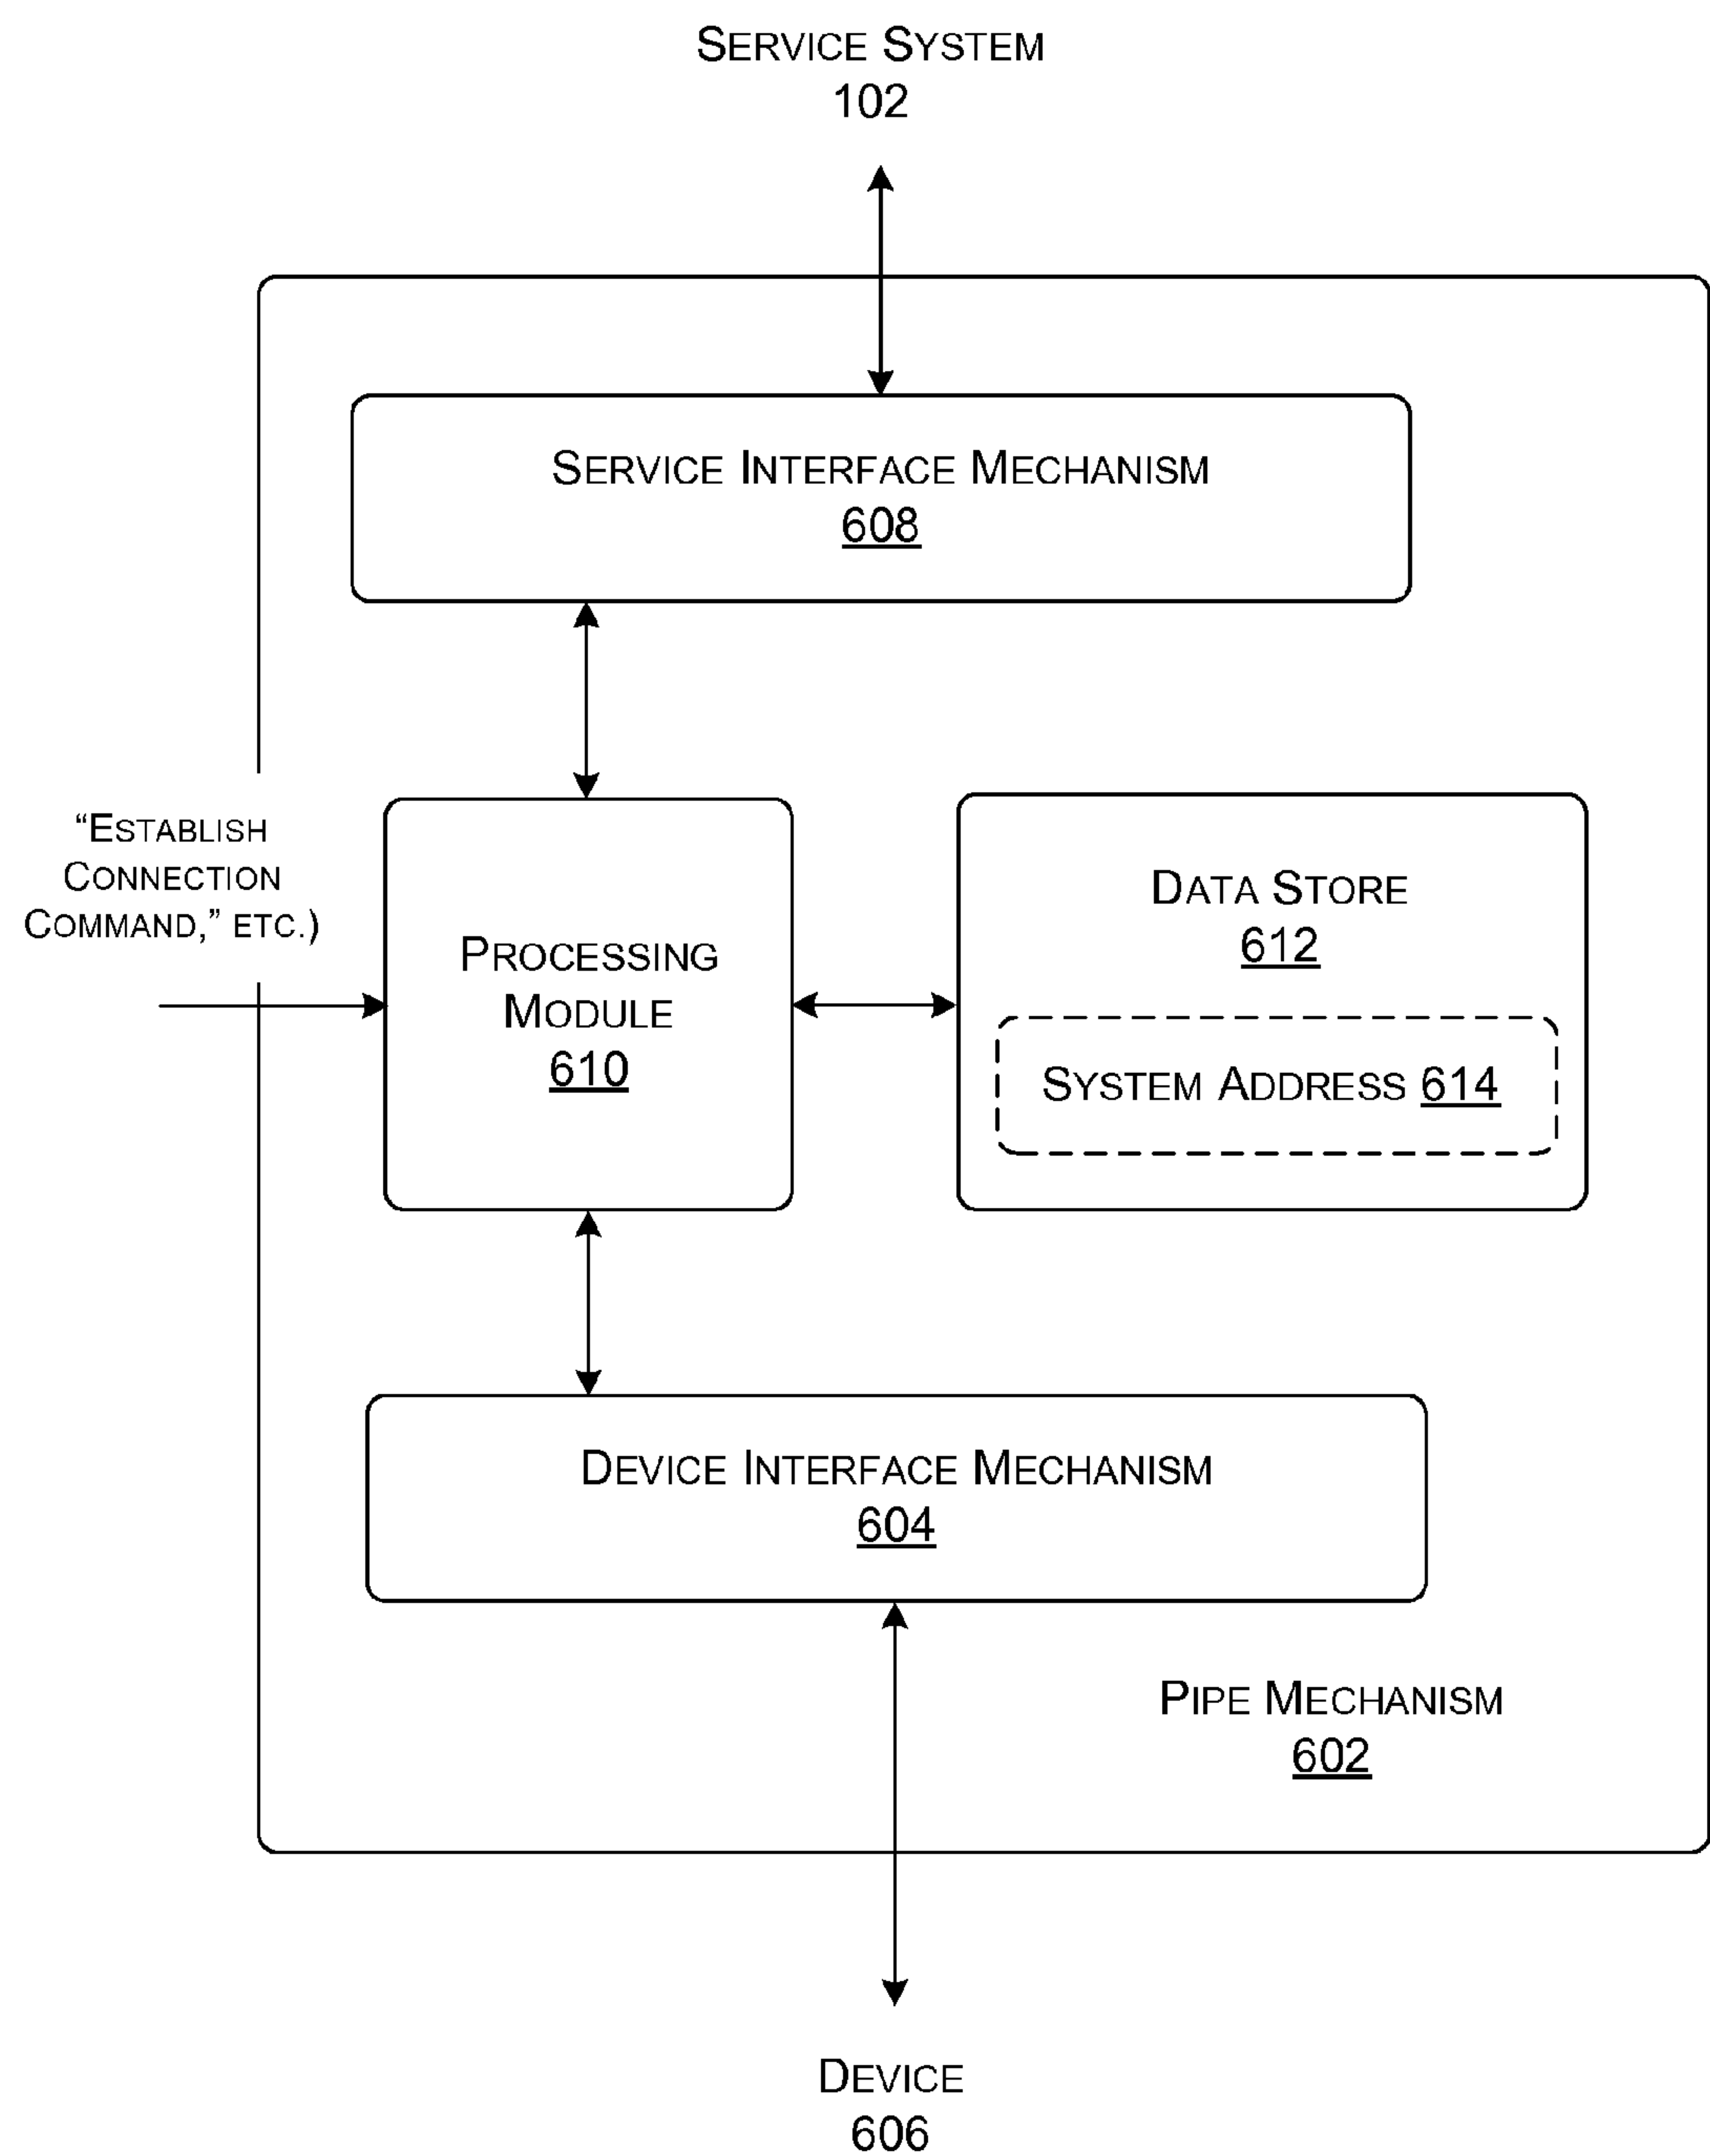 SERVICE SYSTEM
102
SERVICE INTERFACE MECHANISM
608
“ESTABLISH
CONNECTION
COMMAND,” ETC.)
PROCESSING
MODULE
610
DATA STORE
612
SYSTEM ADDRESS 614
DEVICE INTERFACE MECHANISM
604
PIPE MECHANISM
602
DEVICE
606